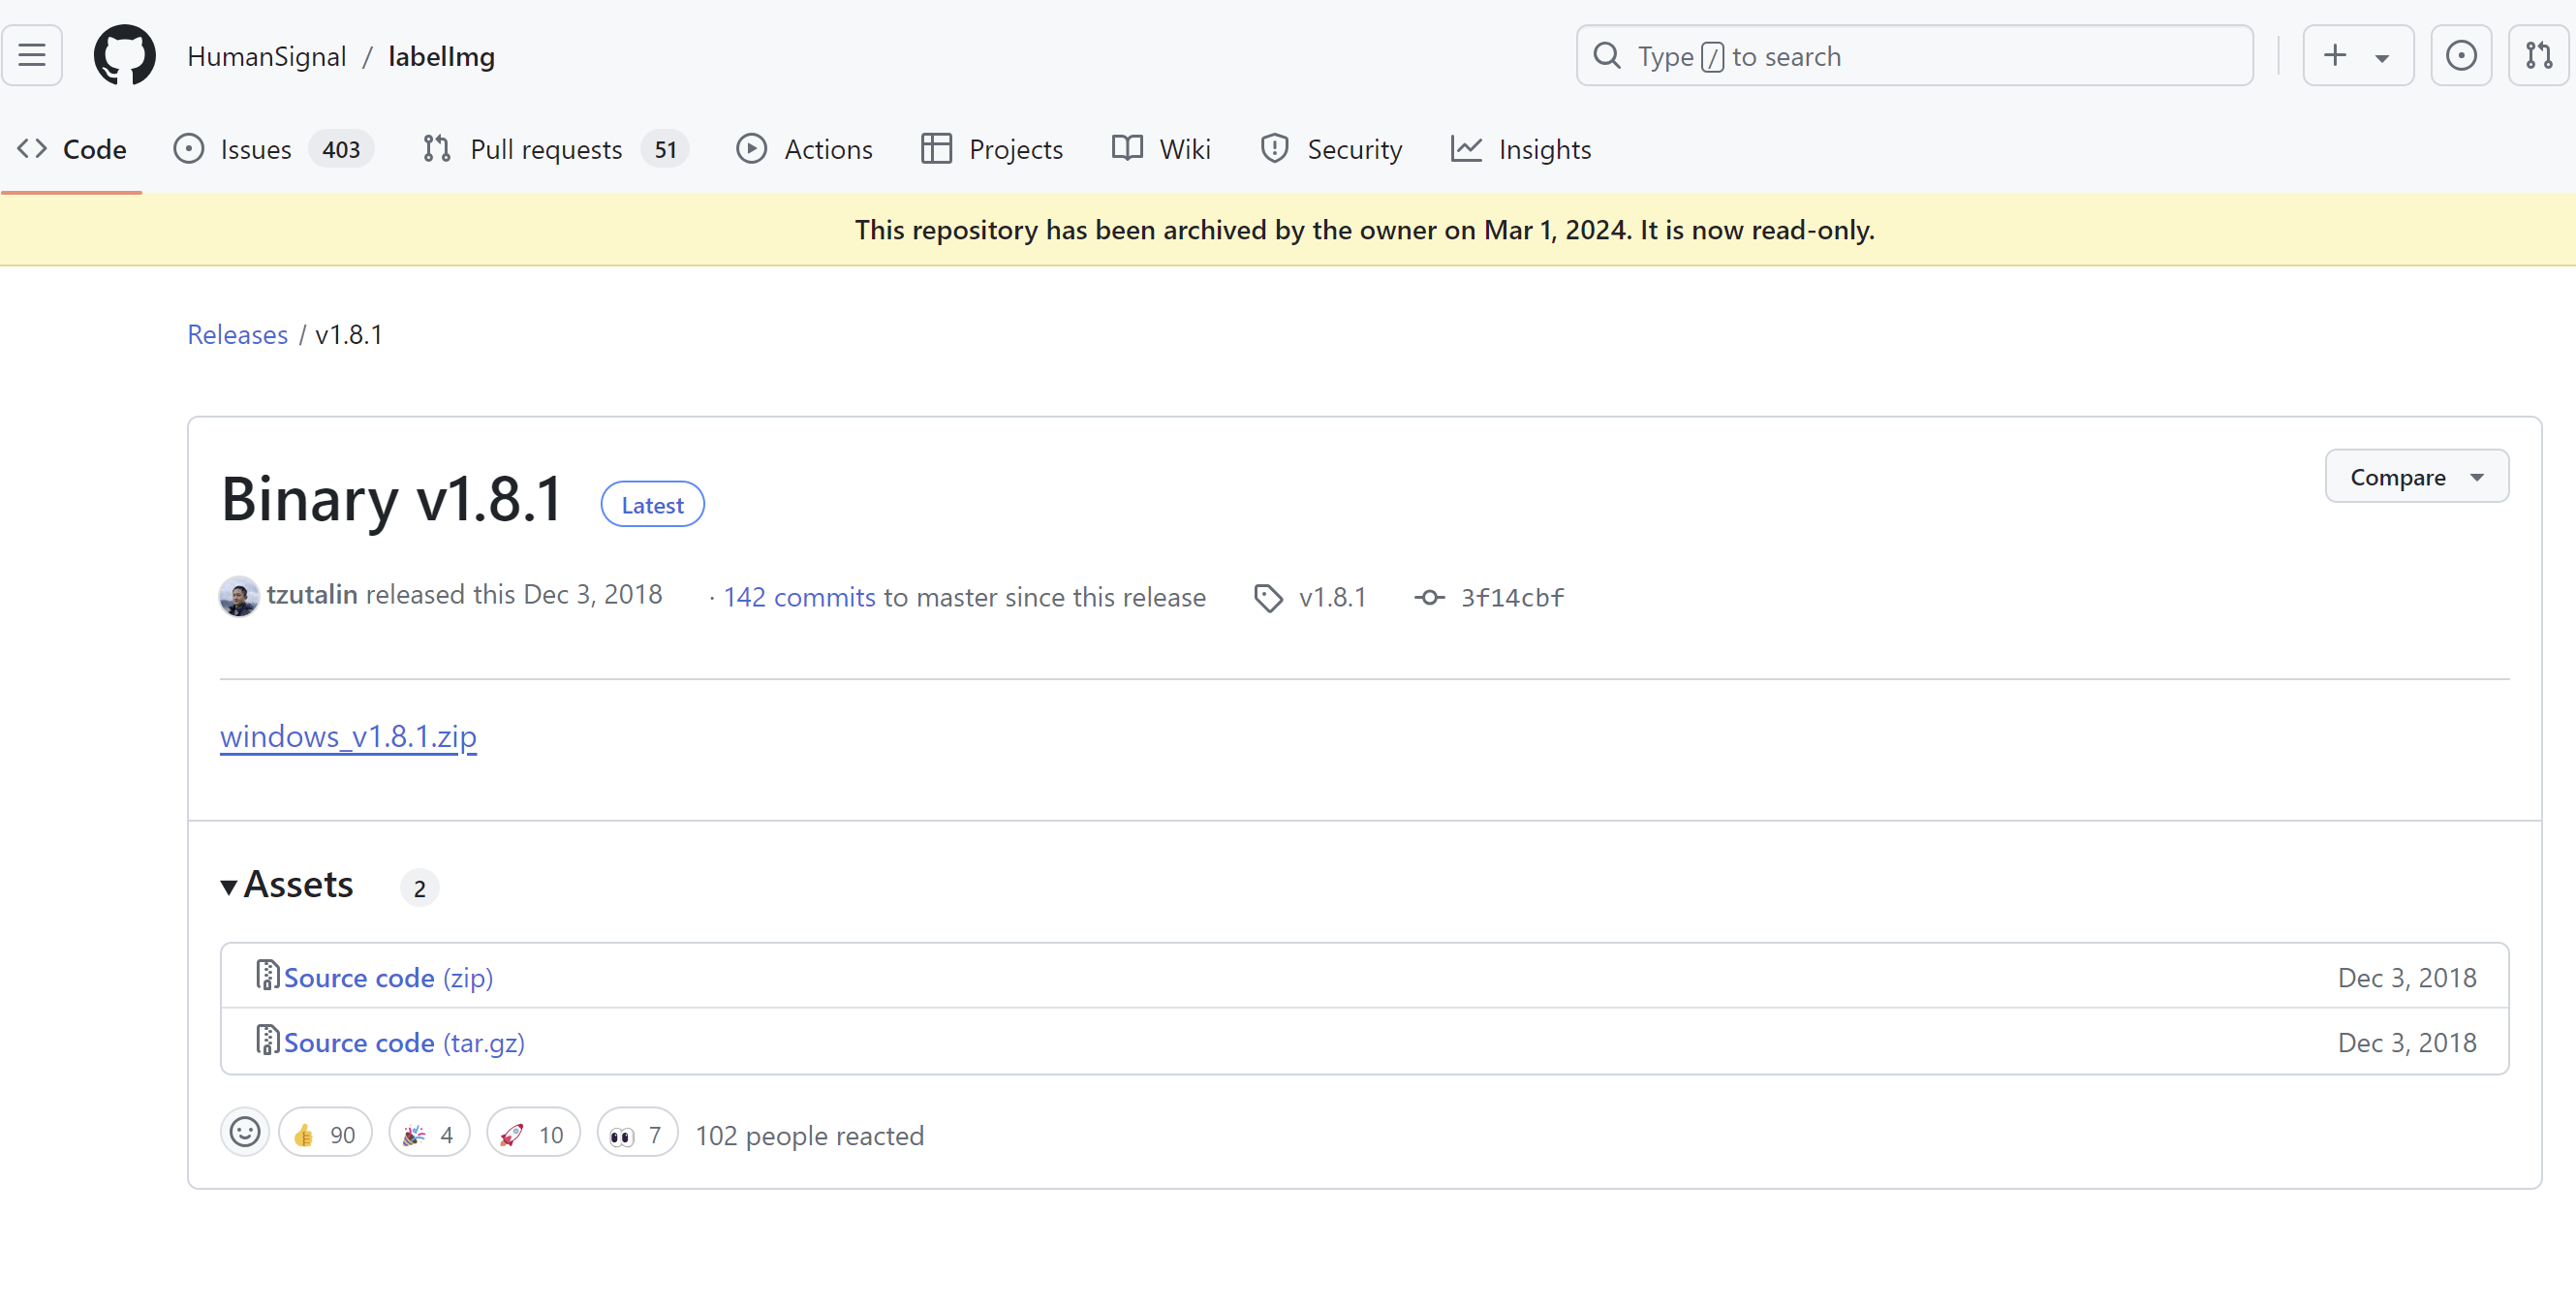 HumanSignal / labelImg
Type / to search
Code Issues 403 Pull requests 51 Actions Projects Wiki Security Insights
This repository has been archived by the owner on Mar 1, 2024. It is now read-only.
Releases / v1.8.1
Binary v1.8.1 Latest
Compare
tzutalin released this Dec 3, 2018 · 142 commits to master since this release v1.8.1 3f14cbf
windows_v1.8.1.zip
Assets 2
Source code (zip) Dec 3, 2018
Source code (tar.gz) Dec 3, 2018
90 4 10 7 102 people reacted